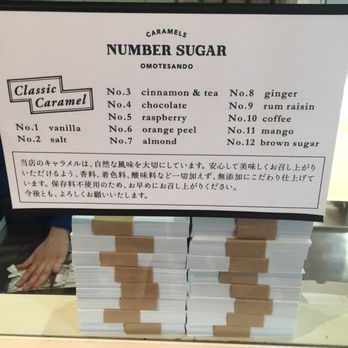 CARAMELS
NUMBER SUGAR
OMOTESANDO
Classic
Caramel
No.1 vanilla
No.2 salt
No.3 cinnamon & tea
No.4 chocolate
No.5 raspberry
No.6 orange peel
No.7 almond
No.8 ginger
No.9 rum raisin
No.10 coffee
No.11 mango
No.12 brown sugar
当店のキャラメルは、自然な風味を大切にしています。安心して美味しくお召し上がり
いただけるよう、香料、着色料、酸味料など一切加えず、無添加にこだわり仕上げて
います。保存料不使用のため、お早めにお召し上がりください。
今後とも、よろしくお願いいたします。